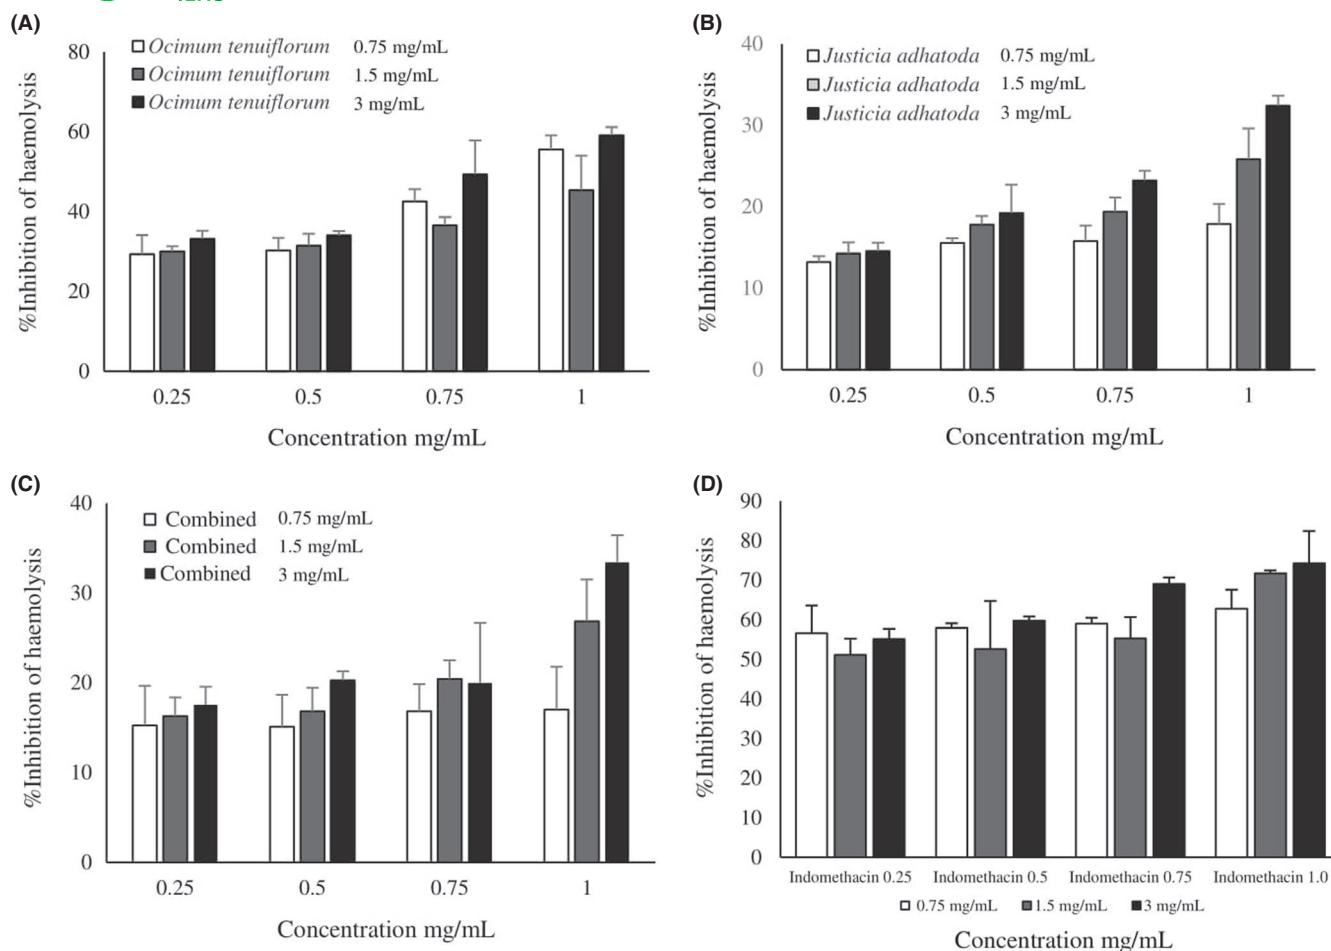 (A)
%Inhibition of haemolysis
80
60
40
20
0
Ocimum tenuiflorum 0.75 mg/mL
Ocimum tenuiflorum 1.5 mg/mL
Ocimum tenuiflorum 3 mg/mL
0.25 0.5 0.75 1
Concentration mg/mL
(B)
%Inhibition of haemolysis
40
30
20
10
0
Justicia adhatoda 0.75 mg/mL
Justicia adhatoda 1.5 mg/mL
Justicia adhatoda 3 mg/mL
0.25 0.5 0.75 1
Concentration mg/mL
(C)
%Inhibition of haemolysis
40
30
20
10
0
Combined 0.75 mg/mL
Combined 1.5 mg/mL
Combined 3 mg/mL
0.25 0.5 0.75 1
Concentration mg/mL
(D)
%Inhibition of haemolysis
90
80
70
60
50
40
30
20
10
0
Indomethacin 0.25 Indomethacin 0.5 Indomethacin 0.75 Indomethacin 1.0
0.75 mg/mL 1.5 mg/mL 3 mg/mL
Concentration mg/mL